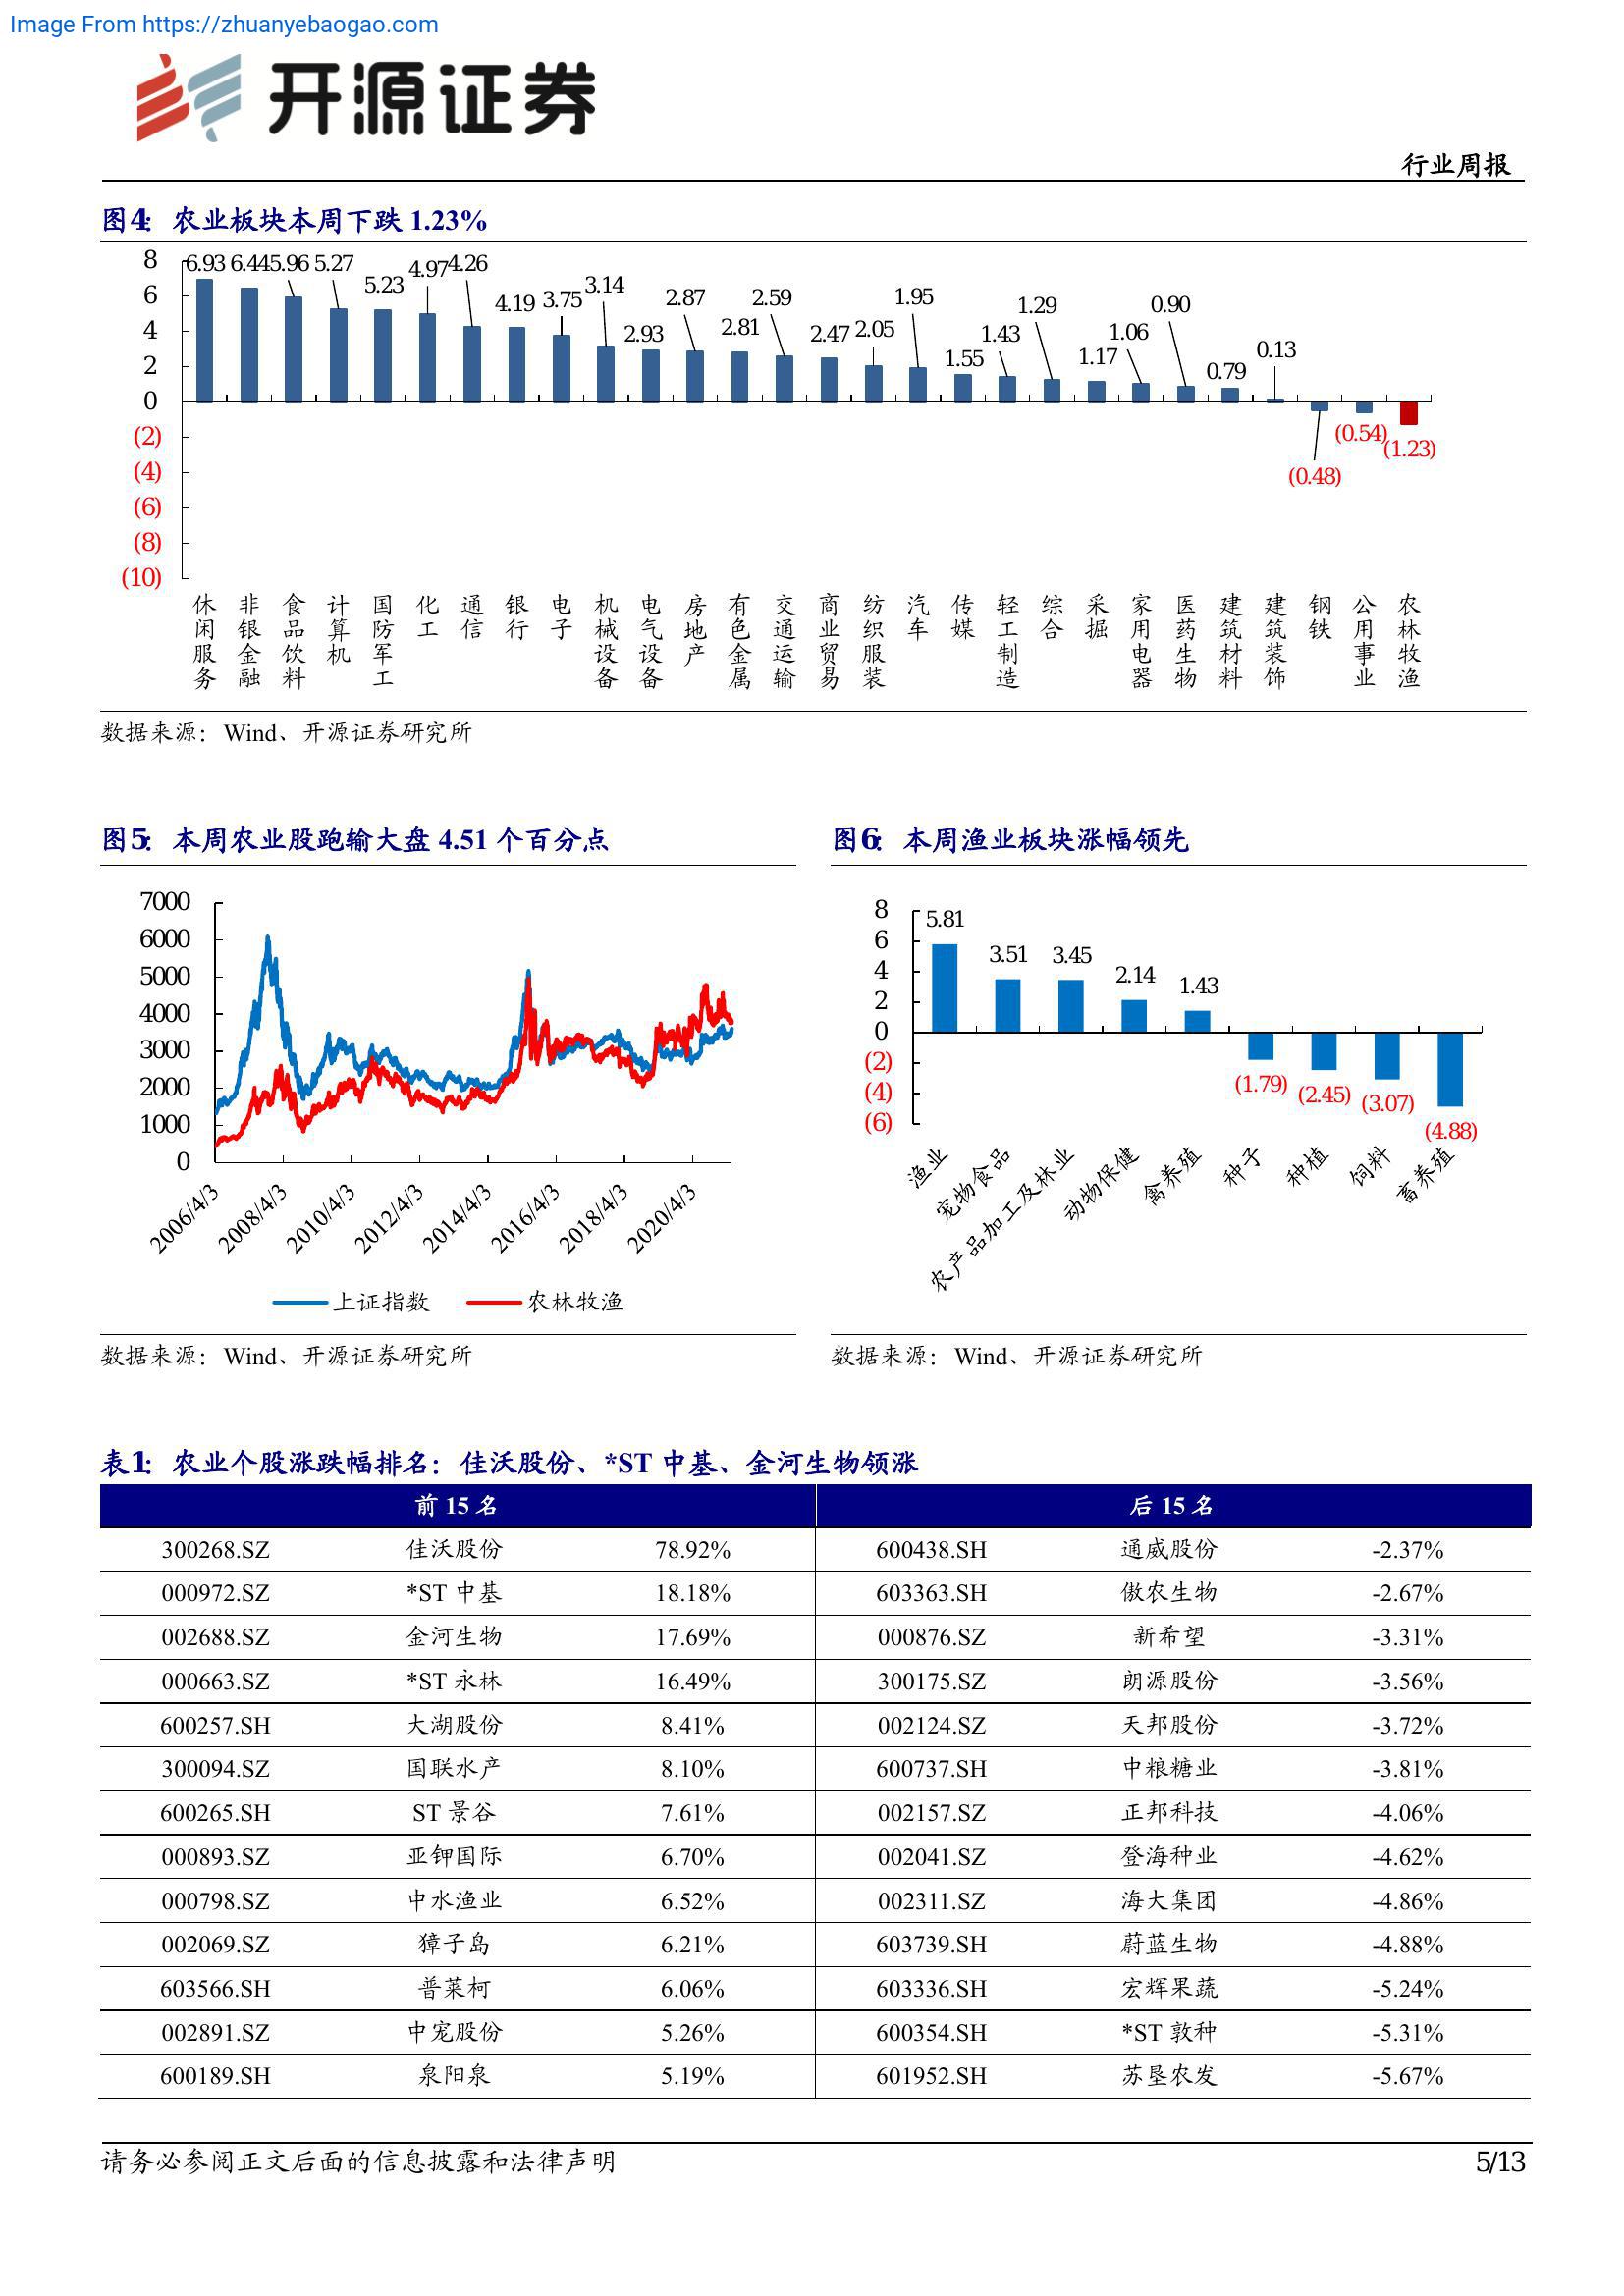 Image From https://zhuanyebaogao.com
开源证券
行业周报
图4：农业板块本周下跌 1.23%
8
6
4
2
0
(2)
(4)
(6)
(8)
(10)
6.93 6.44 5.96 5.27 5.23 4.97 4.26 4.19 3.75 3.14 2.93 2.87 2.81 2.59 2.47 2.05 1.95 1.55 1.43 1.29 1.17 1.06 0.90 0.79 0.13 (0.48) (0.54) (1.23)
休闲服务 非银金融 食品饮料 计算机 国防军工 化工 通信 银行 电子 机械设备 电气设备 房地产 有色金属 交通运输 商业贸易 纺织服装 汽车 传媒 轻工制造 综合 采掘 家用电器 医药生物 建筑材料 建筑装饰 钢铁 公用事业 农林牧渔
数据来源：Wind、开源证券研究所
图5：本周农业股跑输大盘 4.51 个百分点
7000
6000
5000
4000
3000
2000
1000
0
2006/4/3 2008/4/3 2010/4/3 2012/4/3 2014/4/3 2016/4/3 2018/4/3 2020/4/3
上证指数 农林牧渔
数据来源：Wind、开源证券研究所
图6：本周渔业板块涨幅领先
8
6
4
2
0
(2)
(4)
(6)
5.81 3.51 3.45 2.14 1.43 (1.79) (2.45) (3.07) (4.88)
渔业 宠物食品 农产品加工及林业 动物保健 禽养殖 种子 种植 饲料 畜养殖
数据来源：Wind、开源证券研究所
表1：农业个股涨跌幅排名：佳沃股份、*ST 中基、金河生物领涨
前 15 名 后 15 名
300268.SZ 佳沃股份 78.92% 600438.SH 通威股份 -2.37%
000972.SZ *ST 中基 18.18% 603363.SH 傲农生物 -2.67%
002688.SZ 金河生物 17.69% 000876.SZ 新希望 -3.31%
000663.SZ *ST 永林 16.49% 300175.SZ 朗源股份 -3.56%
600257.SH 大湖股份 8.41% 002124.SZ 天邦股份 -3.72%
300094.SZ 国联水产 8.10% 600737.SH 中粮糖业 -3.81%
600265.SH ST 景谷 7.61% 002157.SZ 正邦科技 -4.06%
000893.SZ 亚钾国际 6.70% 002041.SZ 登海种业 -4.62%
000798.SZ 中水渔业 6.52% 002311.SZ 海大集团 -4.86%
002069.SZ 獐子岛 6.21% 603739.SH 蔚蓝生物 -4.88%
603566.SH 普莱柯 6.06% 603336.SH 宏辉果蔬 -5.24%
002891.SZ 中宠股份 5.26% 600354.SH *ST 敦种 -5.31%
600189.SH 泉阳泉 5.19% 601952.SH 苏垦农发 -5.67%
请务必参阅正文后面的信息披露和法律声明
5/13